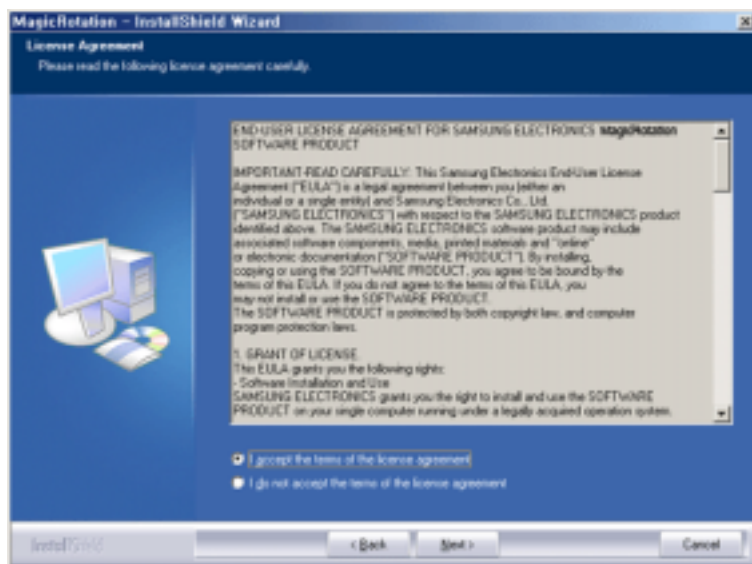 MagicRotation - InstallShield Wizard
License Agreement
Please read the following license agreement carefully.
END-USER LICENSE AGREEMENT FOR SAMSUNG ELECTRONICS MagicRotation
SOFTWARE PRODUCT
IMPORTANT-READ CAREFULLY: This Samsung Electronics End-User License
Agreement ("EULA") is a legal agreement between you (either an
individual or a single entity) and Samsung Electronics Co., Ltd.
("SAMSUNG ELECTRONICS") with respect to the SAMSUNG ELECTRONICS product
identified above. The SAMSUNG ELECTRONICS software product may include
associated software components, media, printed materials and "online"
or electronic documentation ("SOFTWARE PRODUCT"). By installing,
copying or using the SOFTWARE PRODUCT, you agree to be bound by the
terms of this EULA. If you do not agree to the terms of this EULA, you
may not install or use the SOFTWARE PRODUCT.
The SOFTWARE PRODUCT is protected by both copyright law, and computer
program protection laws.
1. GRANT OF LICENSE.
This EULA grants you the following rights:
- Software Installation and Use
SAMSUNG ELECTRONICS grants you the right to install and use the SOFTWARE
PRODUCT on your single computer running under a legally acquired operation system.
I accept the terms of the license agreement
I do not accept the terms of the license agreement
InstallShield
< Back
Next >
Cancel